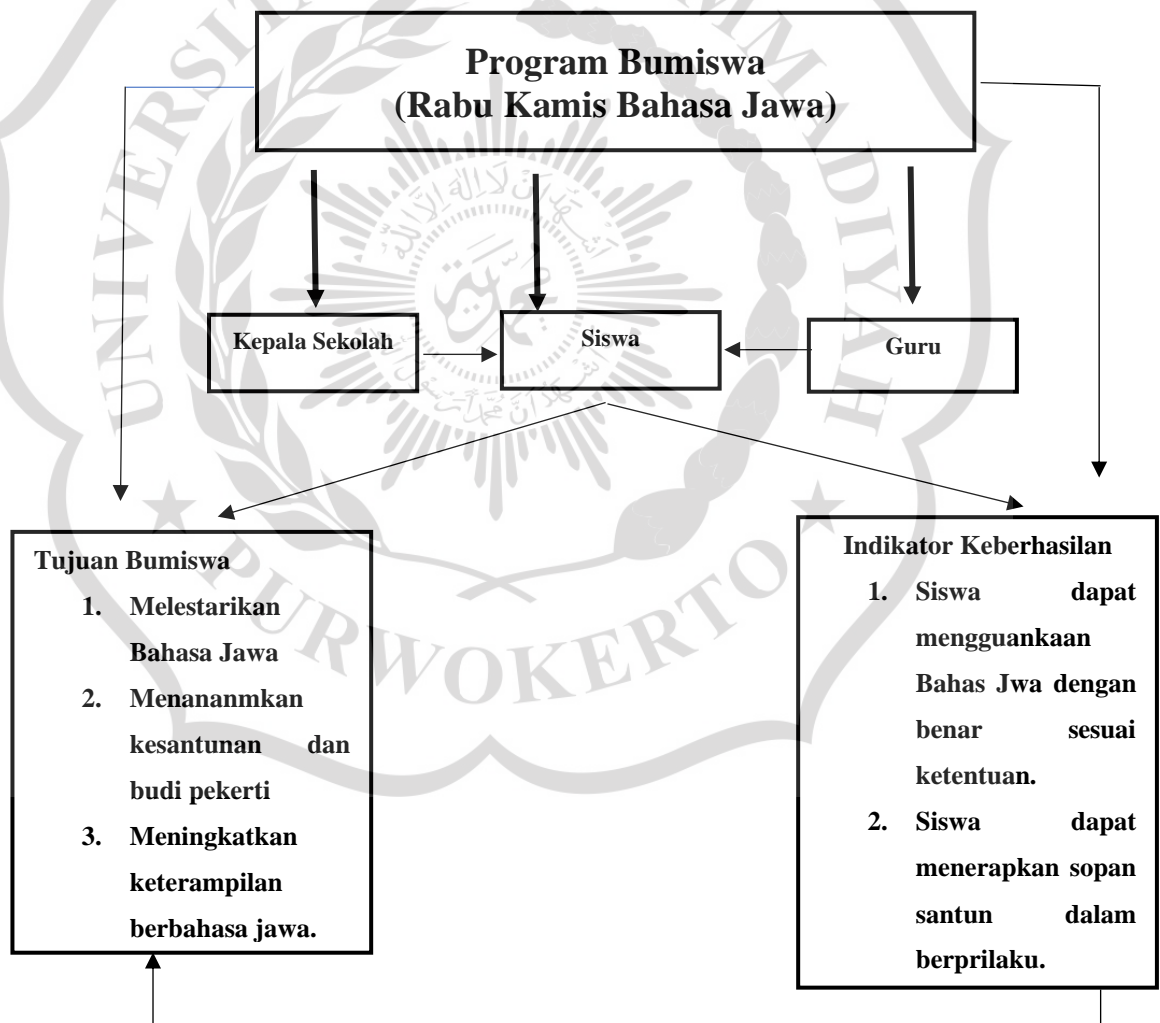 Program Bumiswa
(Rabu Kamis Bahasa Jawa)
Kepala Sekolah
Siswa
Guru
Tujuan Bumiswa
1. Melestarikan
Bahasa Jawa
2. Menananmkan
kesantunan dan
budi pekerti
3. Meningkatkan
keterampilan
berbahasa jawa.
Indikator Keberhasilan
1. Siswa dapat
mengguankaan
Bahas Jwa dengan
benar sesuai
ketentuan.
2. Siswa dapat
menerapkan sopan
santun dalam
berprilaku.
PURWOKERTO